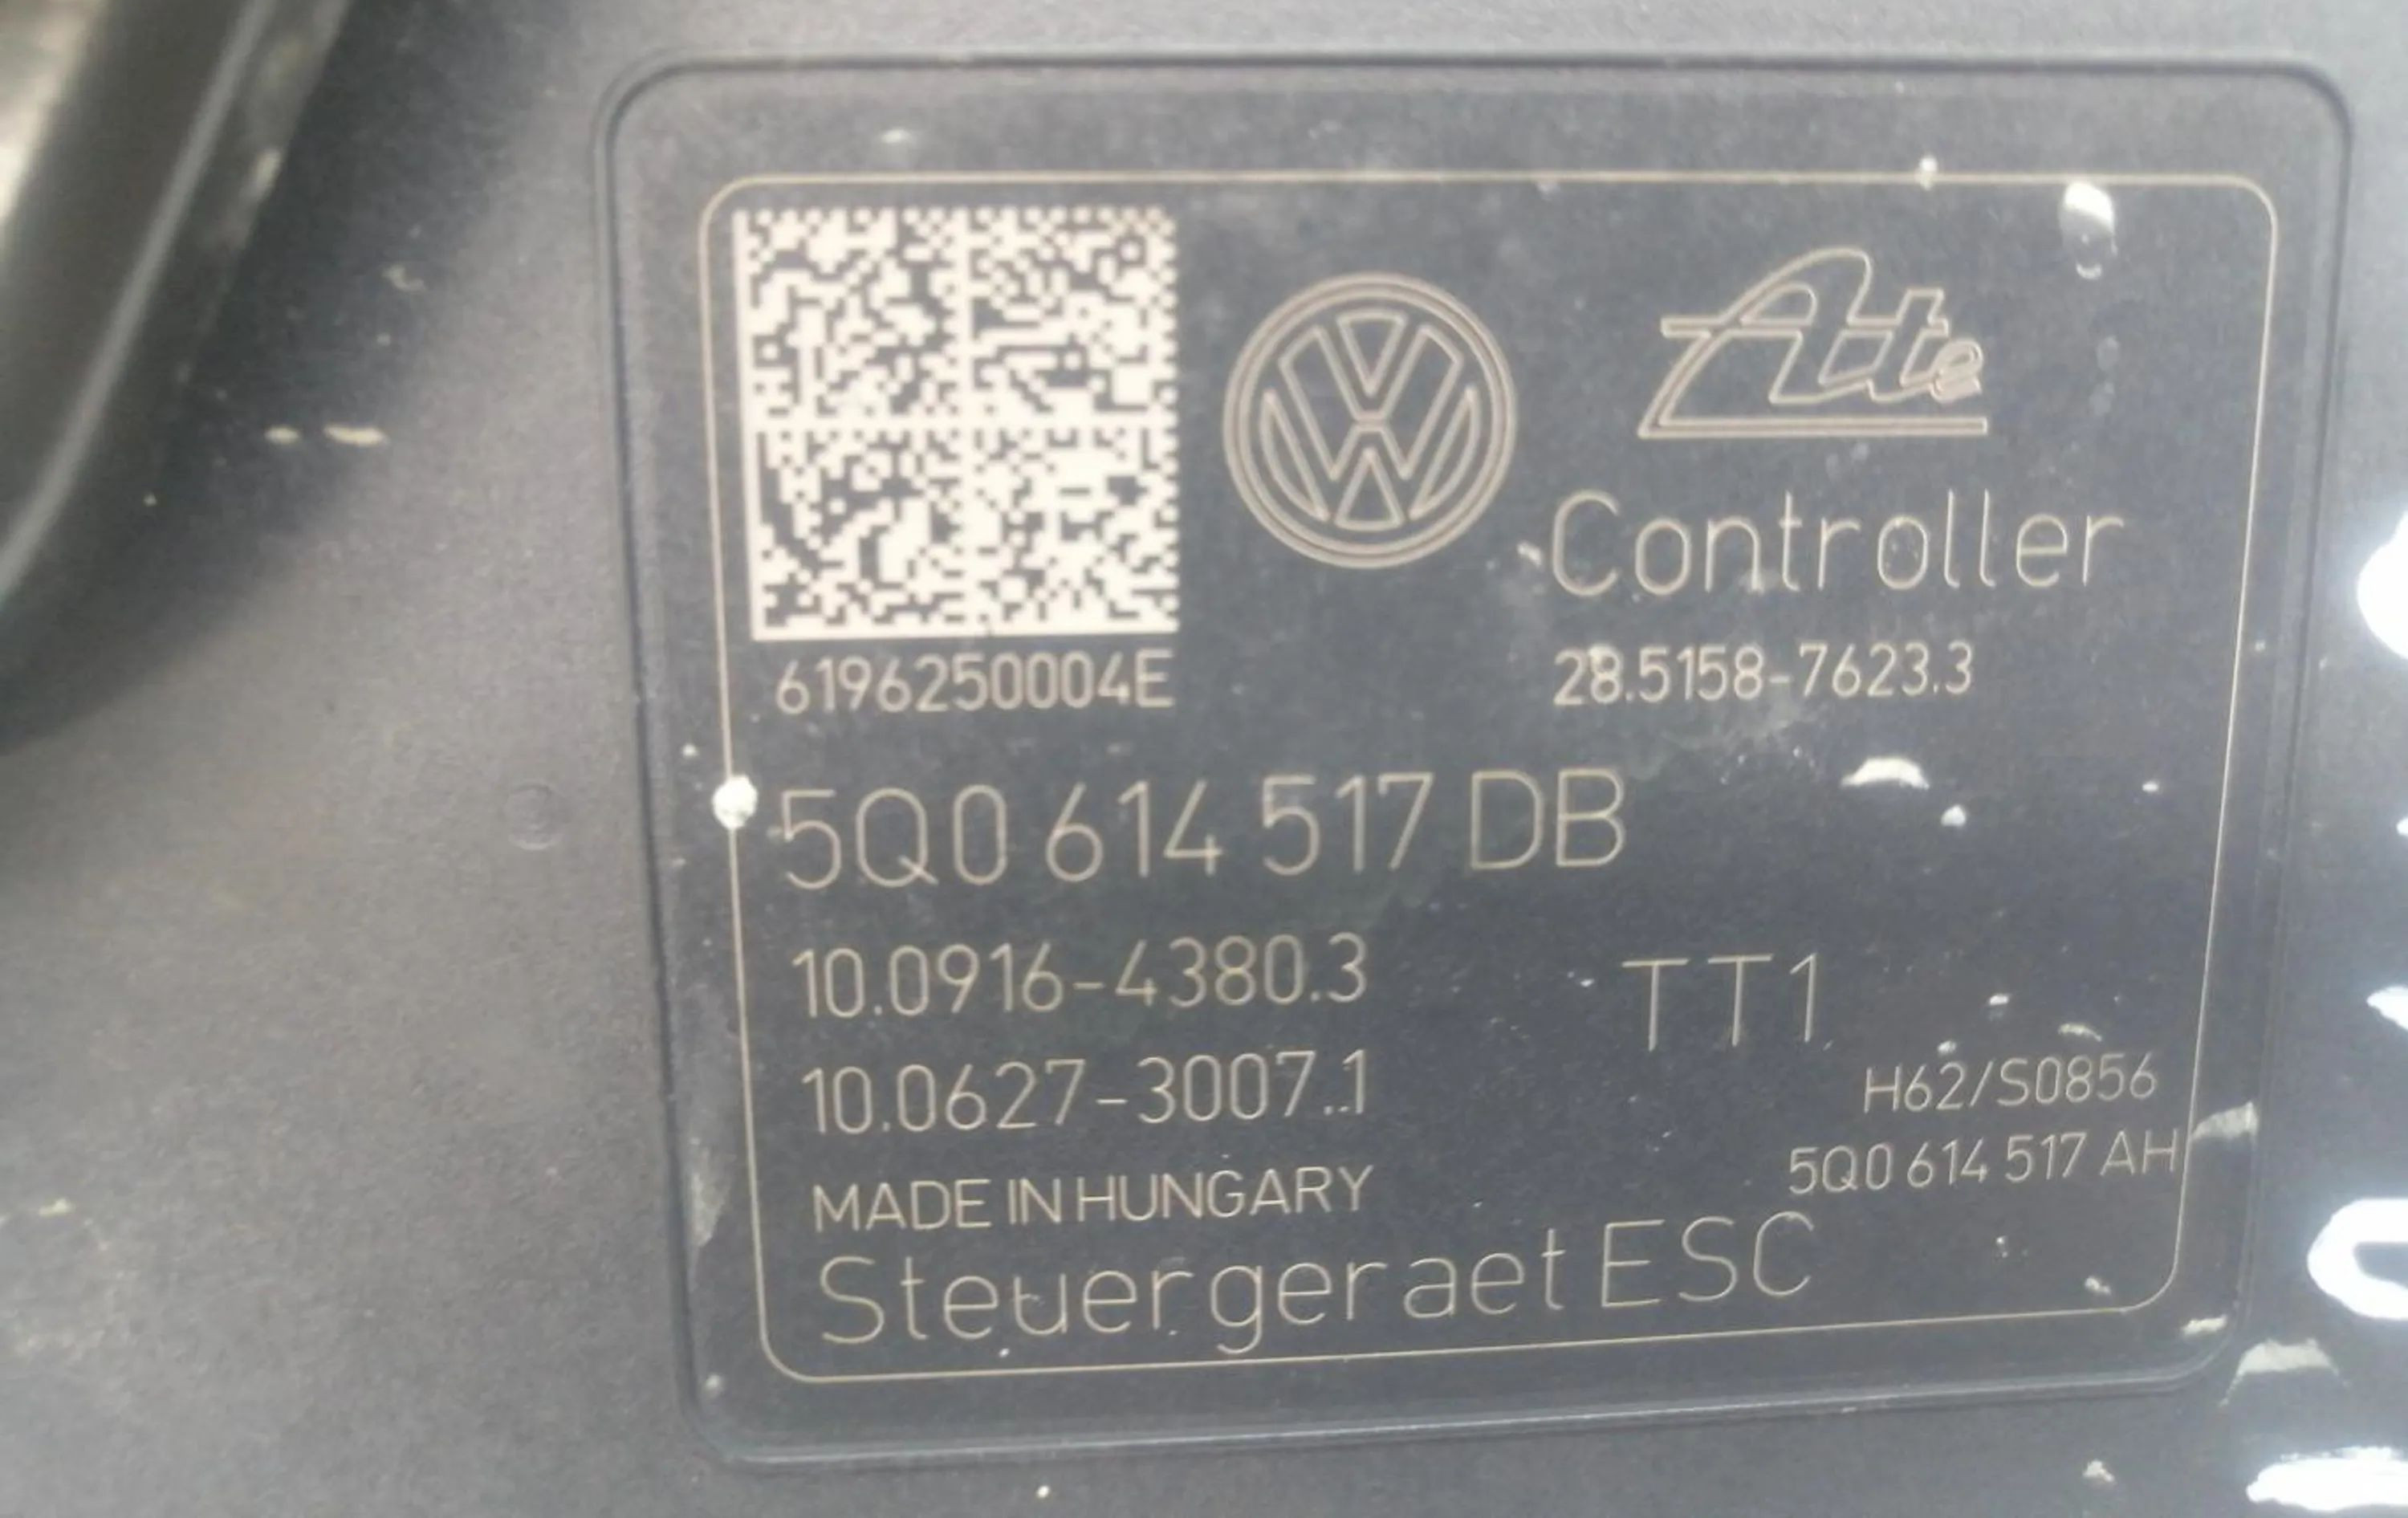 Ate
Controller
6196250004E
28.5158-7623.3
5Q0 614 517 DB
10.0916-4380.3
TT1
10.0627-3007.1
H62/S0856
5Q0 614 517 AH
MADE IN HUNGARY
Steuergeraet ESC